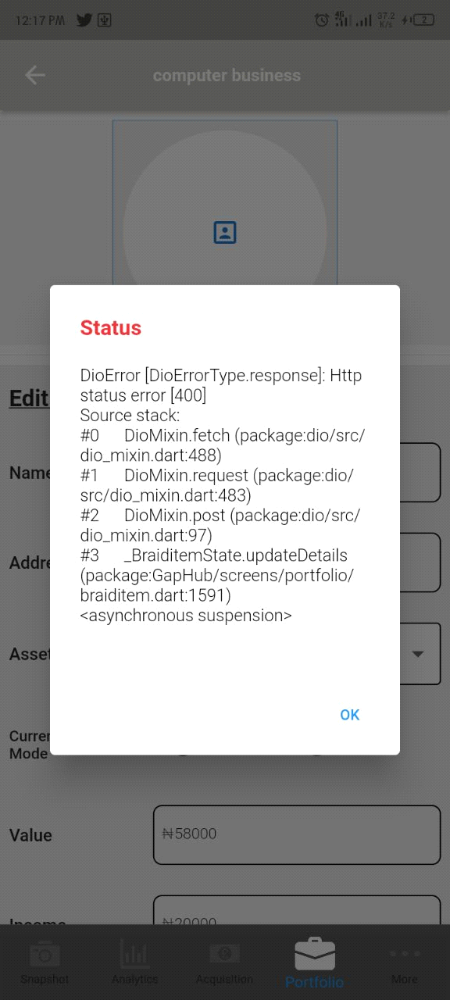 12:17 PM
4G
37.2
K/s
2
computer business
Status
DioError [DioErrorType.response]: Http
status error [400]
Source stack:
#0 DioMixin.fetch (package:dio/src/
dio_mixin.dart:488)
#1 DioMixin.request (package:dio/
src/dio_mixin.dart:483)
#2 DioMixin.post (package:dio/src/
dio_mixin.dart:97)
#3 _BraiditemState.updateDetails
(package:GapHub/screens/portfolio/
braiditem.dart:1591)
<asynchronous suspension>
OK
Edit
Name
Addre
Asset
Curren
Mode
Value
₦58000
Income
₦20000
Snapshot
Analytics
Acquisition
Portfolio
More